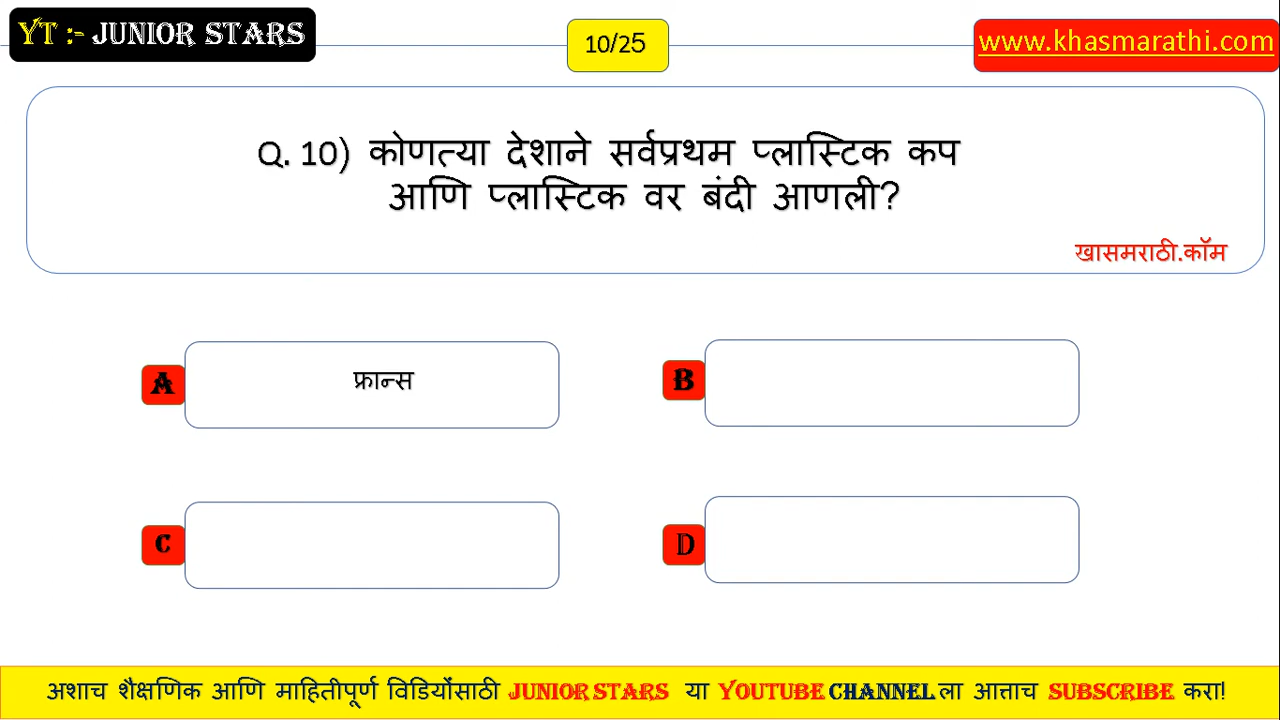 YT :- JUNIOR STARS
10/25
www.khasmarathi.com
Q. 10) कोणत्या देशाने सर्वप्रथम प्लास्टिक कप
आणि प्लास्टिक वर बंदी आणली?
खासमराठी.कॉम
A फ्रान्स
B
C
D
अशाच शैक्षणिक आणि माहितीपूर्ण विडियोंसाठी JUNIOR STARS या YOUTUBE CHANNEL ला आत्ताच SUBSCRIBE करा!